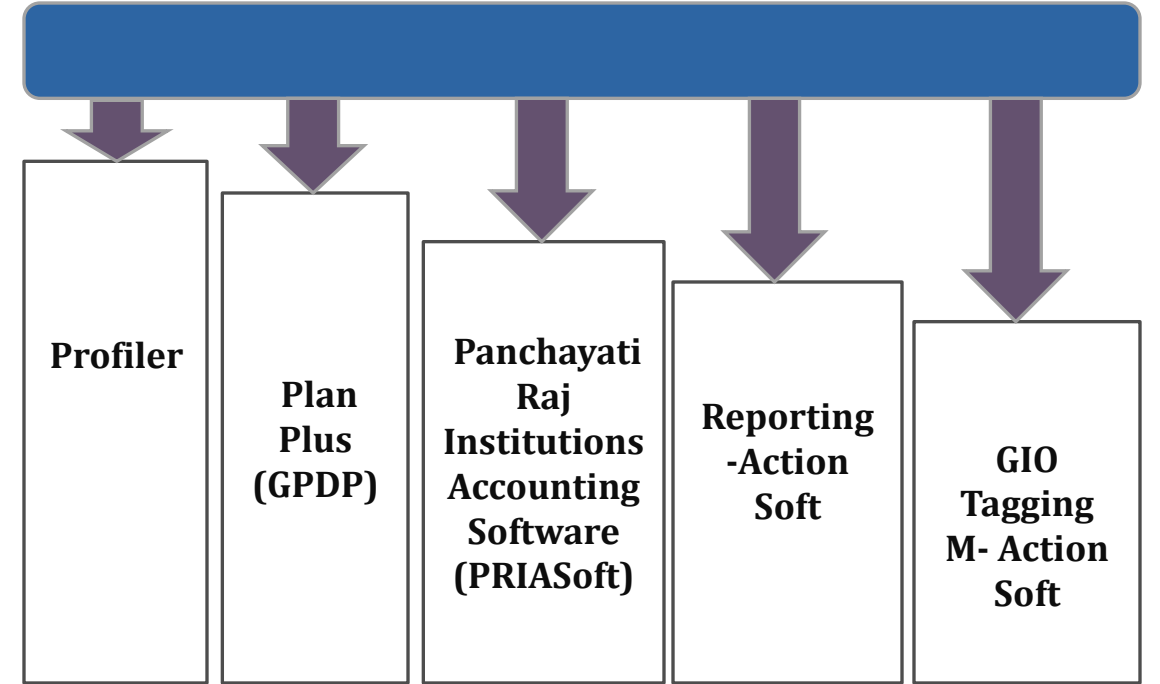 Profiler
Plan
Plus
(GPDP)
Panchayati
Raj
Institutions
Accounting
Software
(PRIASoft)
Reporting
-Action
Soft
GIO
Tagging
M- Action
Soft